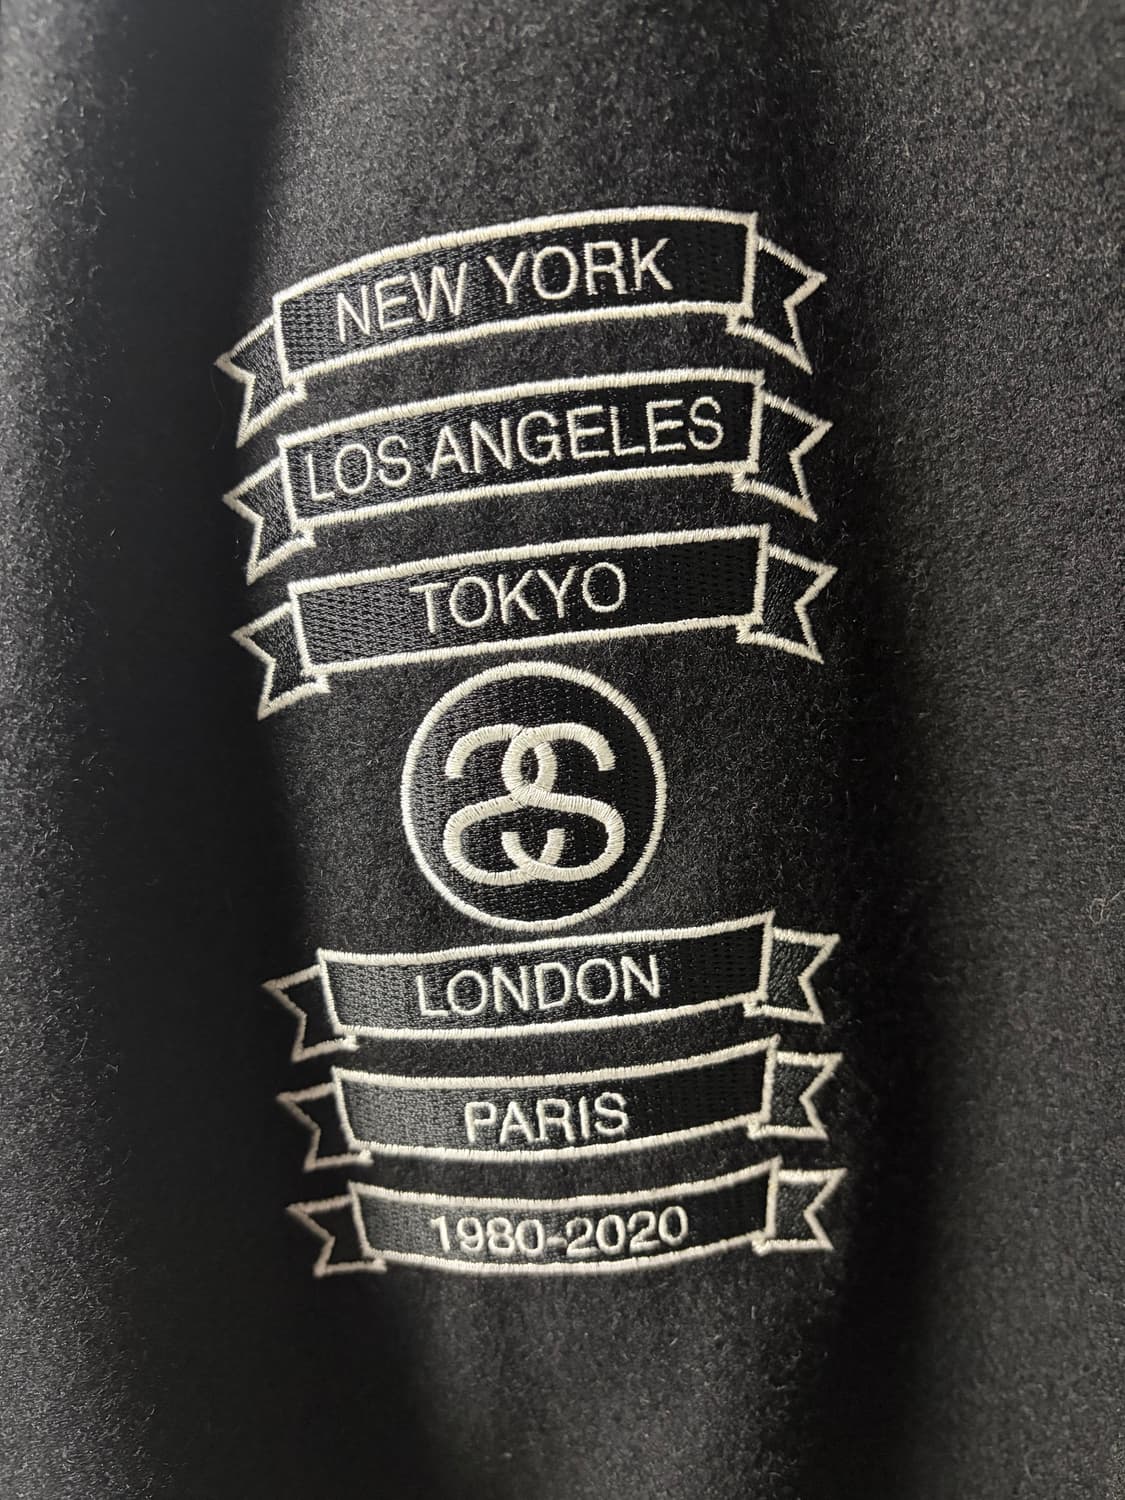 NEW YORK
LOS ANGELES
TOKYO
LONDON
PARIS
1980-2020